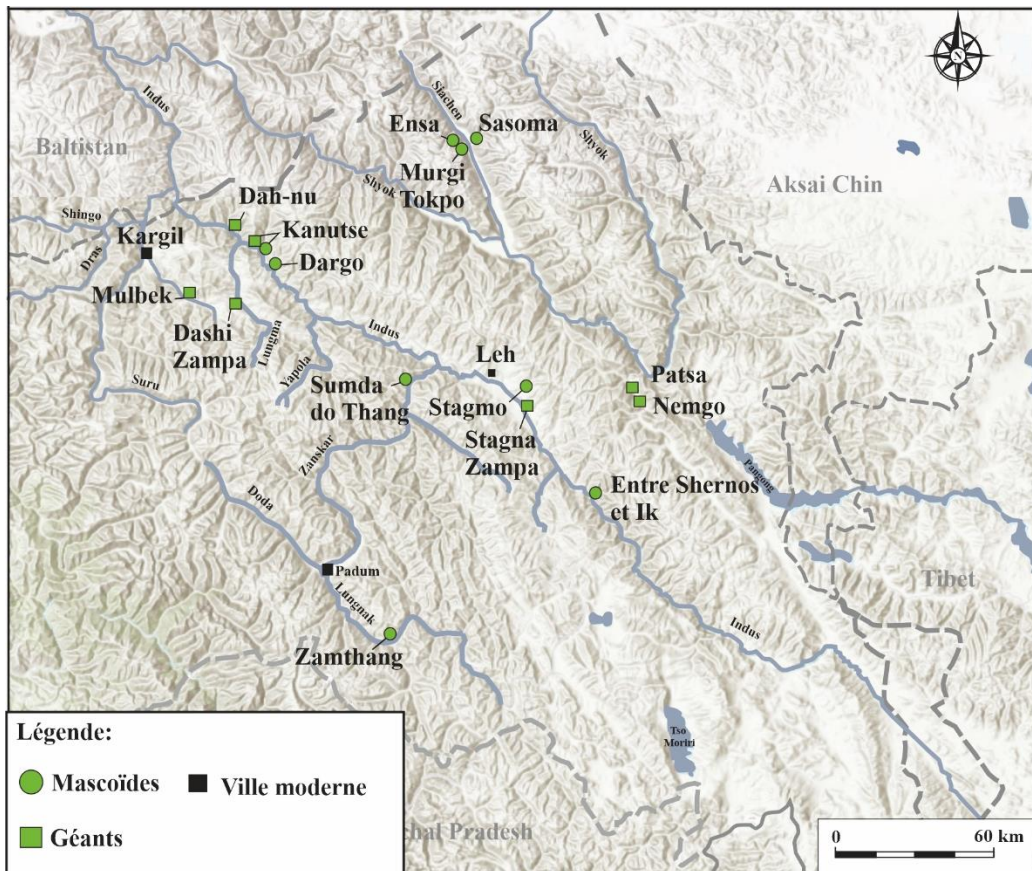 Indus
Siachen
Ensa
Sasoma
Baltistan
Murgi
Tokpo
Shyok
Shyok
Aksai Chin
Dah-nu
Shingo
Kanutse
Kargil
Dras
Dargo
Mulbek
Dashi
Zampa
Lungma
Indus
Leh
Yapola
Suru
Sumda
do Thang
Stagmo
Patsa
Nemgo
Stagna
Zampa
Zanskar
Pangong
Doda
Entre Shernos
et Ik
Padum
Tibet
Lungnak
Indus
Zamthang
Légende:
Tso
Moriri
Mascoïdes
Ville moderne
Géants
chal Pradesh
0 60 km
N